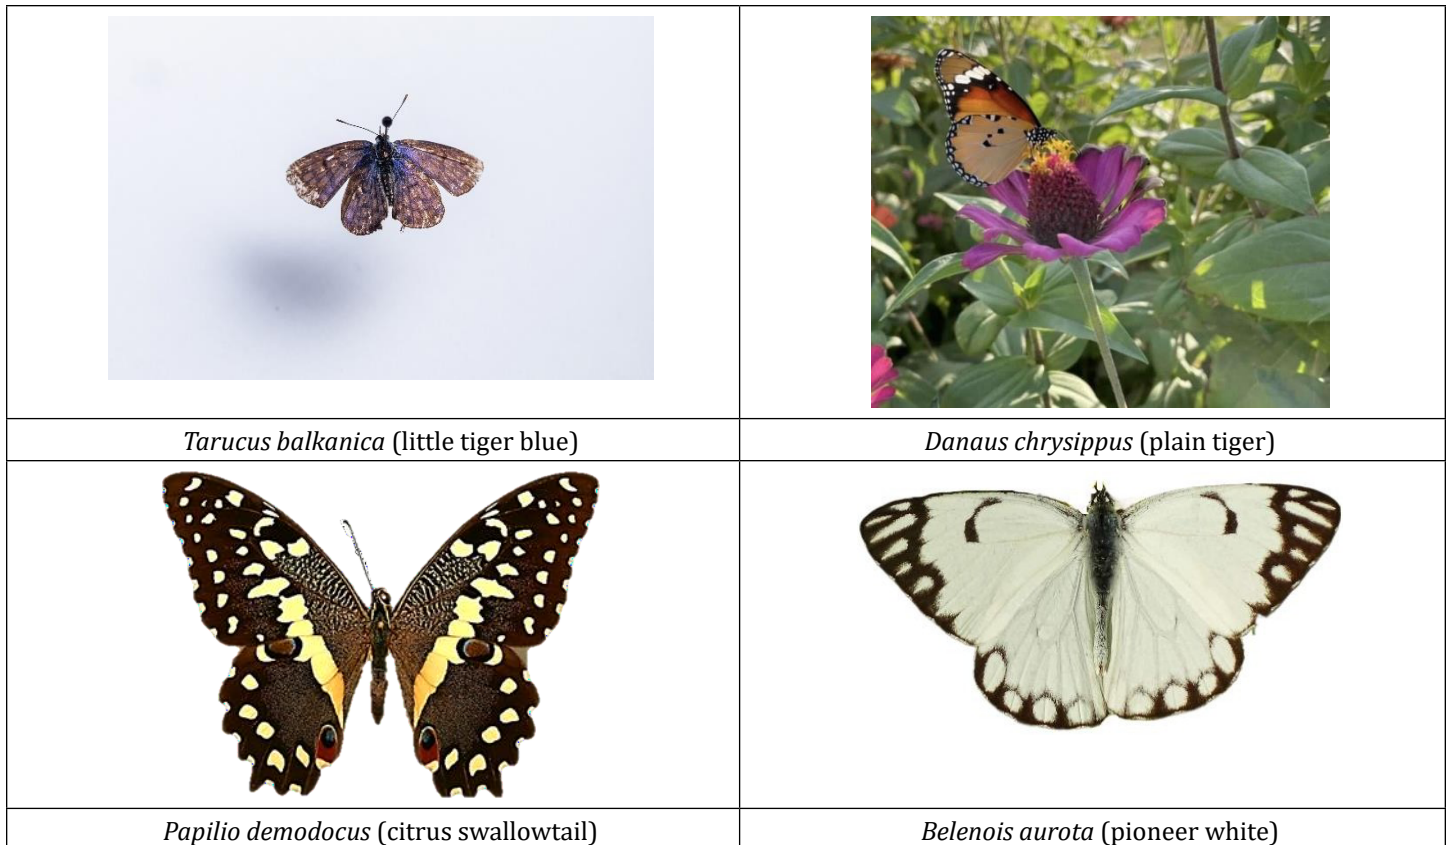 Tarucus balkanica (little tiger blue)
Danaus chrysippus (plain tiger)
Papilio demodocus (citrus swallowtail)
Belenois aurota (pioneer white)